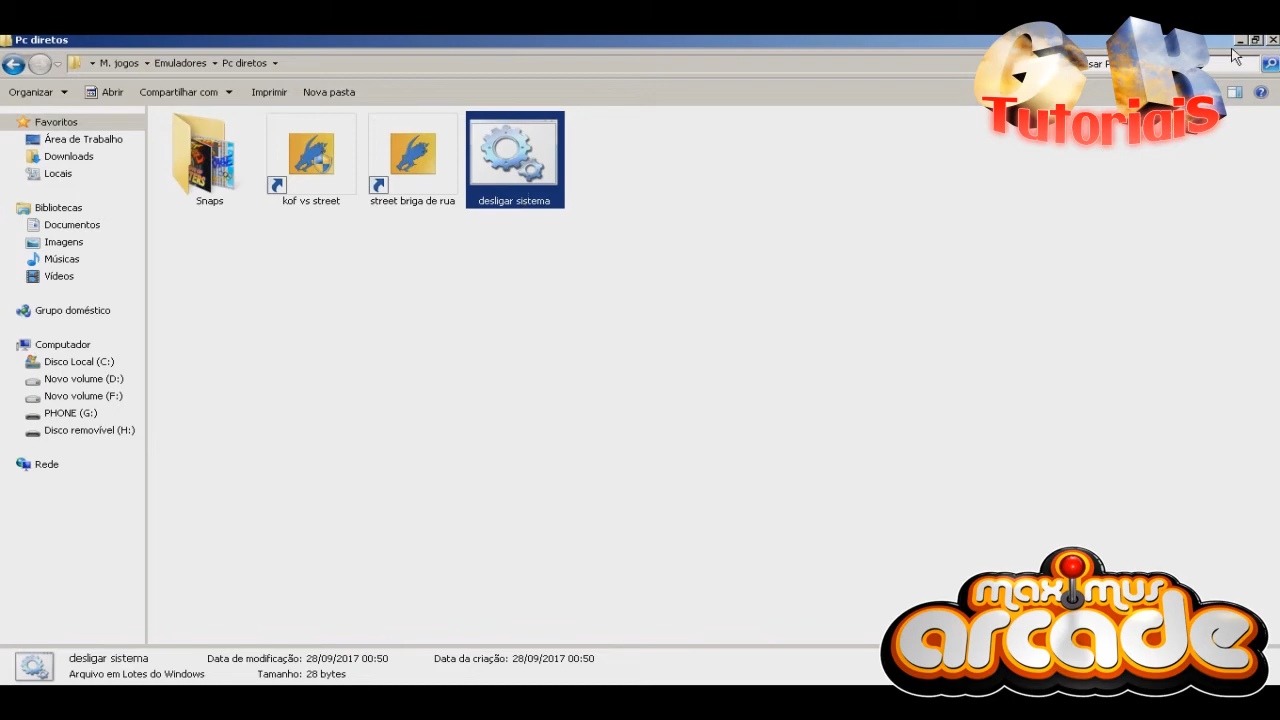 Pc diretos
GK
Tutoriais
M. jogos
Emuladores
Pc diretos
sar P
Organizar
Abrir
Compartilhar com
Imprimir
Nova pasta
Favoritos
Área de Trabalho
Downloads
Locais
Bibliotecas
Documentos
Imagens
Músicas
Vídeos
Grupo doméstico
Computador
Disco Local (C:)
Novo volume (D:)
Novo volume (F:)
PHONE (G:)
Disco removível (H:)
Rede
Snaps
kof vs street
street briga de rua
desligar sistema
maximus
arcade
desligar sistema
Data de modificação: 28/09/2017 00:50
Data da criação: 28/09/2017 00:50
Arquivo em Lotes do Windows
Tamanho: 28 bytes